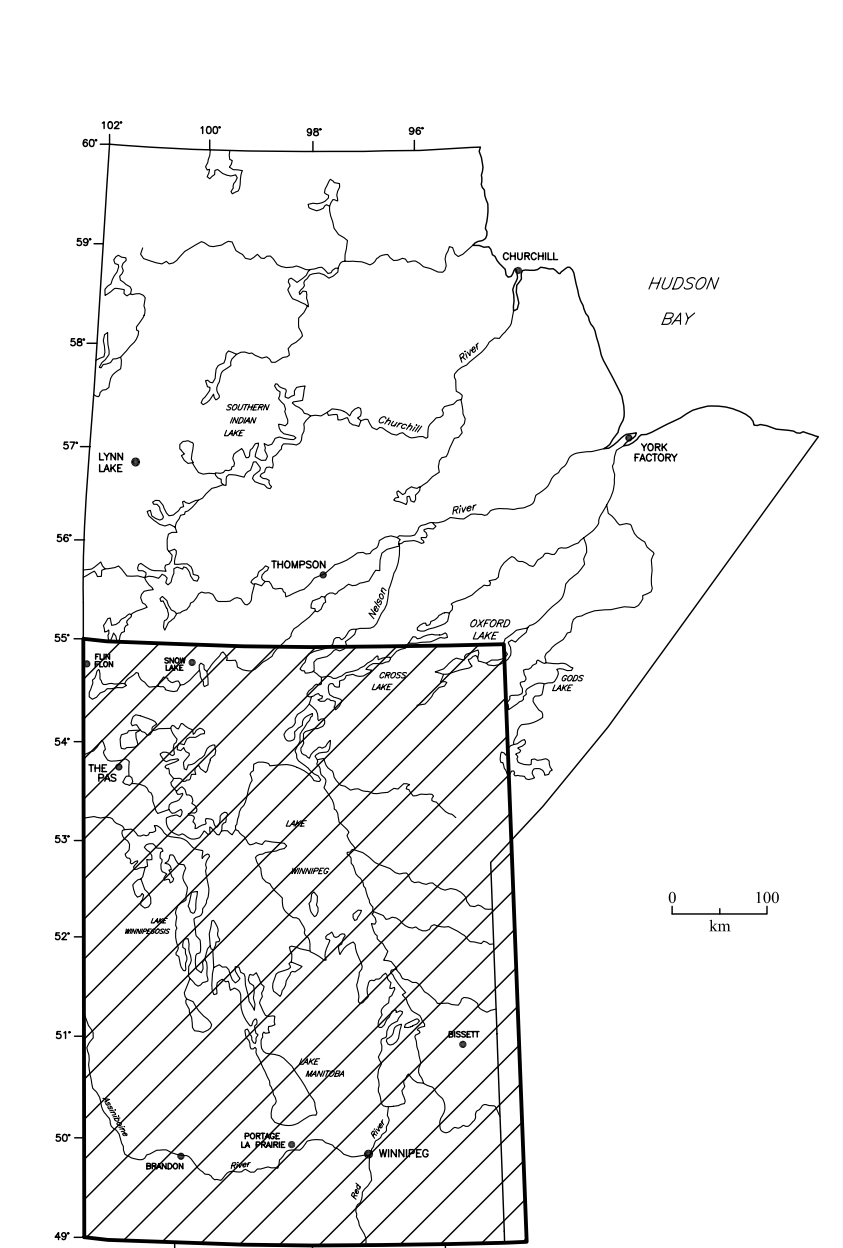 102°
100°
98°
96°
60°
59°
CHURCHILL
HUDSON
BAY
58°
River
SOUTHERN
INDIAN
LAKE
Churchill
57°
LYNN
LAKE
YORK
FACTORY
River
56°
THOMPSON
Nelson
OXFORD
LAKE
55°
FLIN
FLON
SNOW
LAKE
CROSS
LAKE
GODS
LAKE
54°
THE
PAS
LAKE
53°
WINNIPEG
0 100
km
LAKE
WINNIPEGOSIS
52°
51°
BISSETT
LAKE
MANITOBA
Assiniboine
50°
PORTAGE
LA PRAIRIE
River
WINNIPEG
BRANDON
River
Red
49°